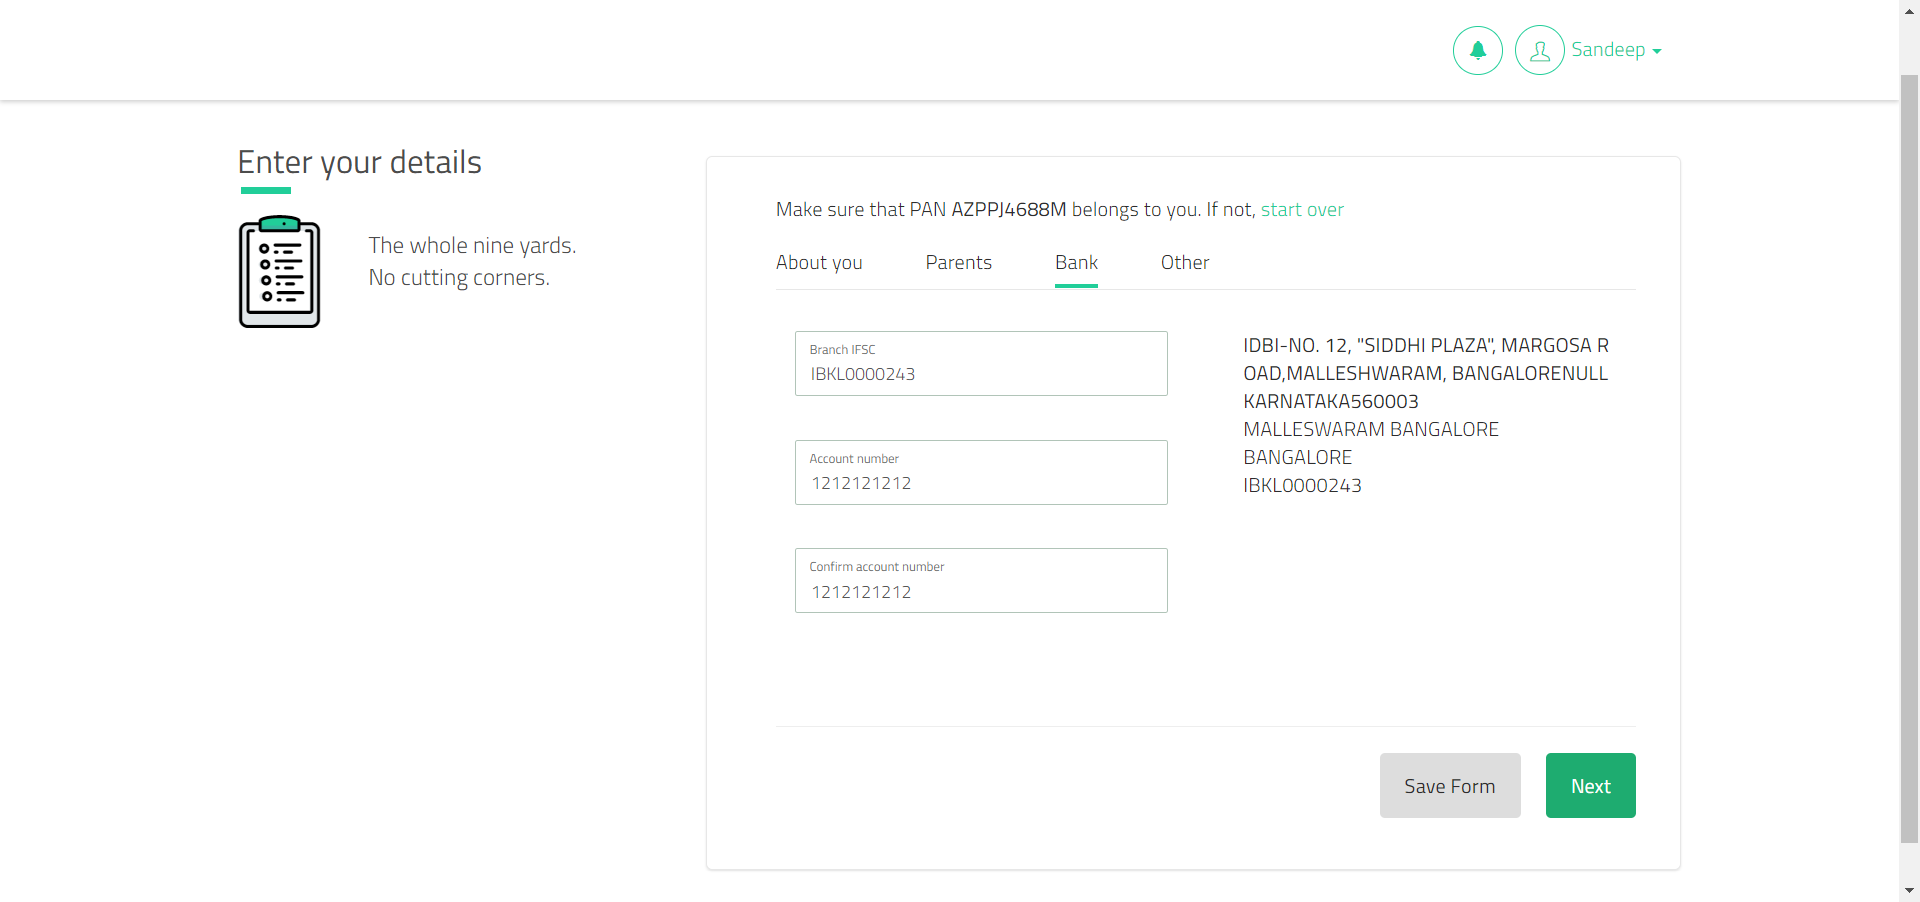 Sandeep
Enter your details
The whole nine yards.
No cutting corners.
Make sure that PAN AZPPJ4688M belongs to you. If not, start over
About you Parents Bank Other
Branch IFSC
IBKL0000243
Account number
1212121212
Confirm account number
1212121212
IDBI-NO. 12, "SIDDHI PLAZA", MARGOSA R
OAD,MALLESHWARAM, BANGALORENULL
KARNATAKA560003
MALLESWARAM BANGALORE
BANGALORE
IBKL0000243
Save Form Next